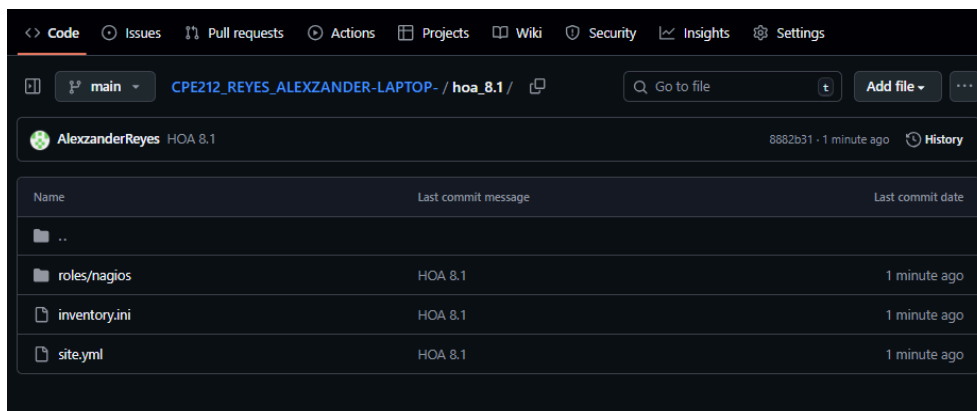 <> Code Issues Pull requests Actions Projects Wiki Security Insights Settings
main CPE212_REYES_ALEXZANDER-LAPTOP- / hoa_8.1 / Go to file t Add file ...
AlexzanderReyes HOA 8.1 8882b31 · 1 minute ago History
Name Last commit message Last commit date
..
roles/nagios HOA 8.1 1 minute ago
inventory.ini HOA 8.1 1 minute ago
site.yml HOA 8.1 1 minute ago